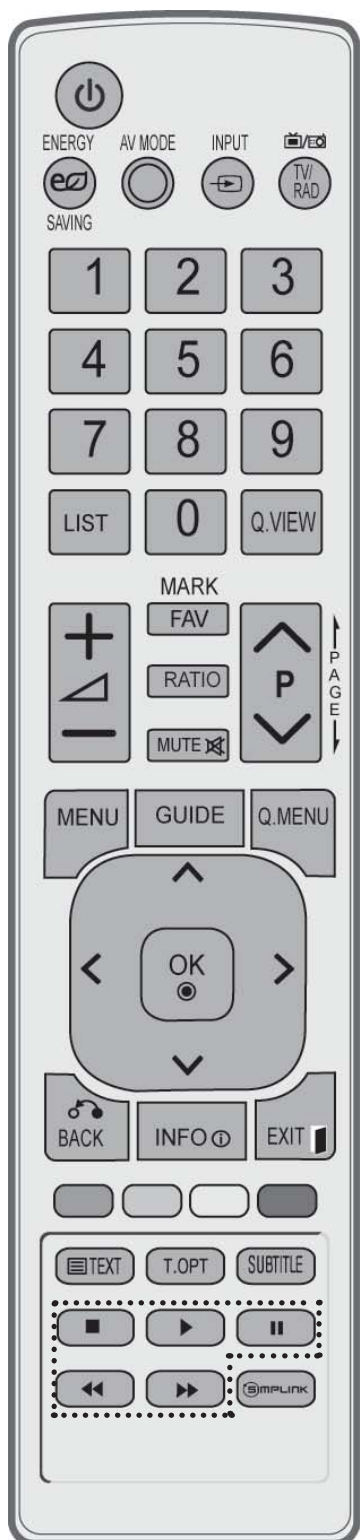 ENERGY AV MODE INPUT
TV/
RAD
SAVING
1 2 3
4 5 6
7 8 9
LIST 0 Q.VIEW
MARK
FAV
RATIO
P
PAGE
MUTE
MENU GUIDE Q.MENU
OK
BACK INFO i EXIT
TEXT T.OPT SUBTITLE
SIMPLINK